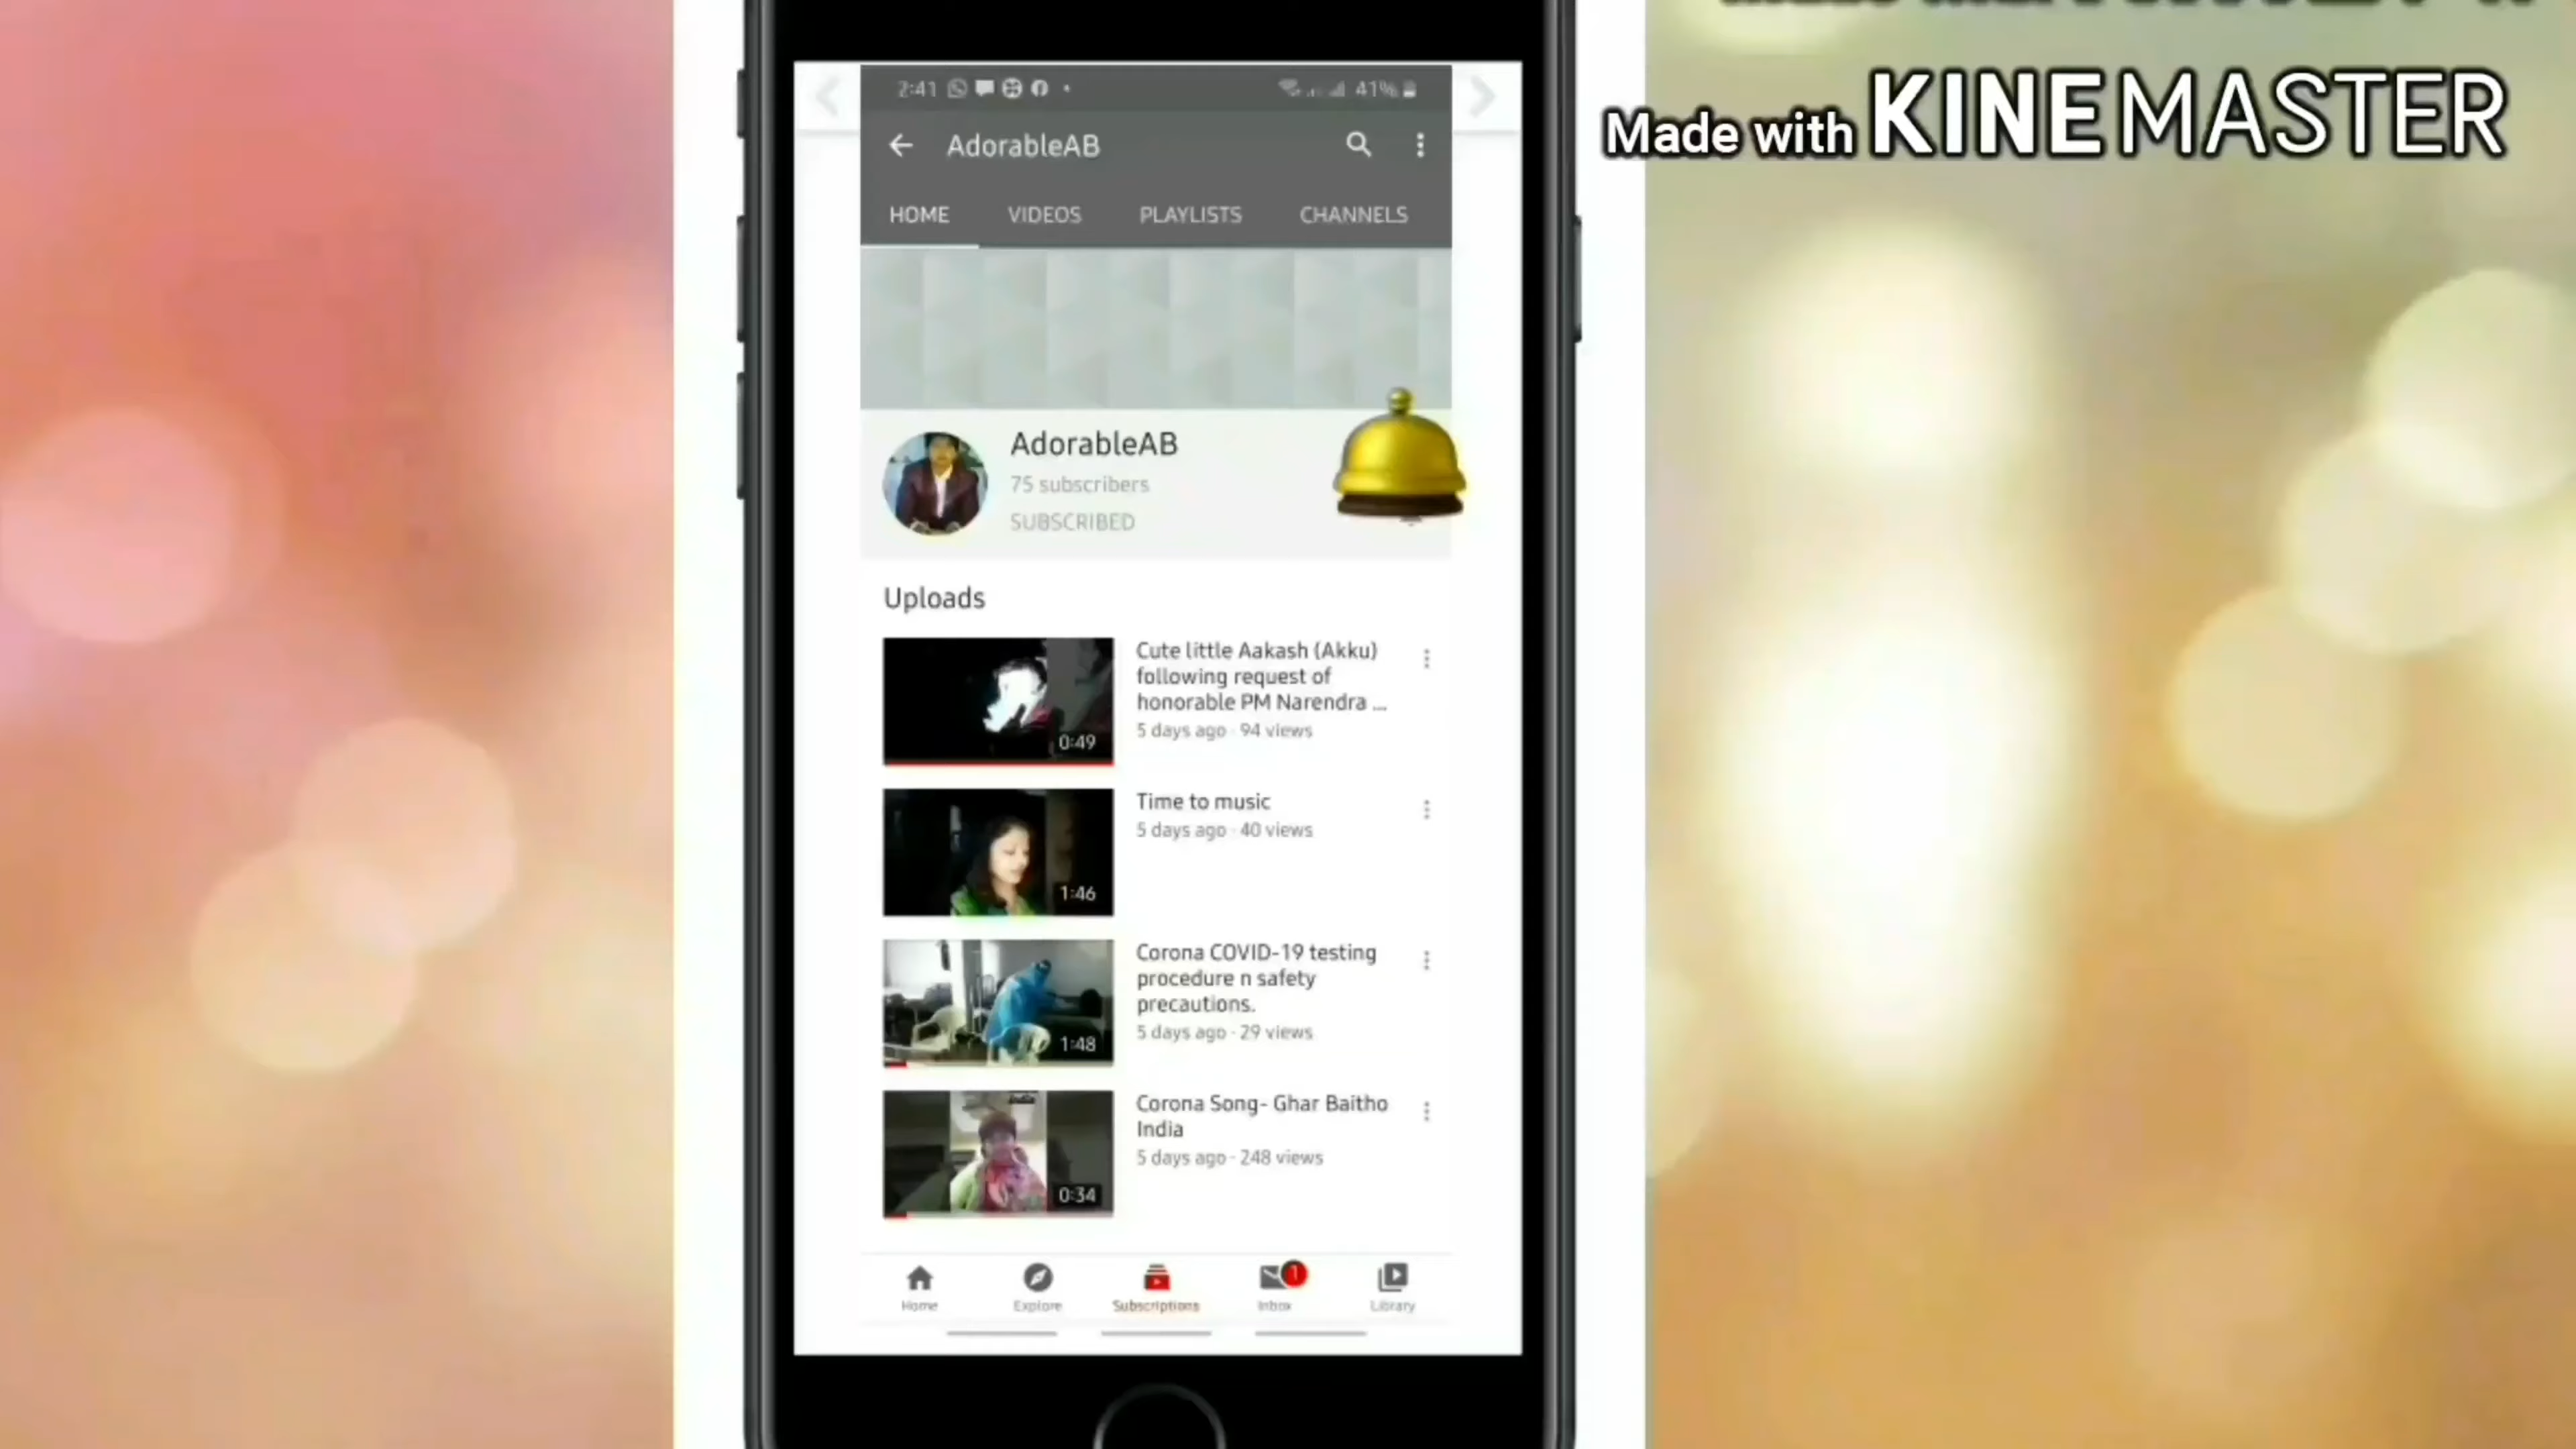 Made with KINEMASTER
2:41 41%
AdorableAB
HOME VIDEOS PLAYLISTS CHANNELS
AdorableAB
75 subscribers
SUBSCRIBED
Uploads
Cute little Aakash (Akku)
following request of
honorable PM Narendra ...
5 days ago · 94 views
0:49
Time to music
5 days ago · 40 views
1:46
Corona COVID-19 testing
procedure n safety
precautions.
5 days ago · 29 views
1:48
Corona Song- Ghar Baitho
India
5 days ago · 248 views
0:34
1
Home Explore Subscriptions Inbox Library